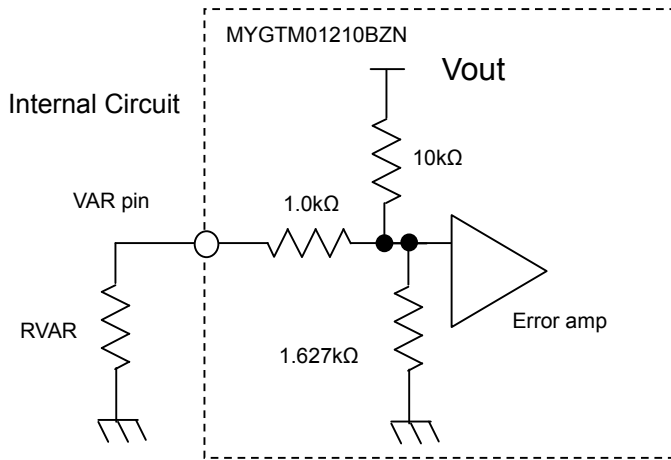 MYGTM01210BZN
Vout
Internal Circuit
10kΩ
VAR pin
1.0kΩ
RVAR
Error amp
1.627kΩ